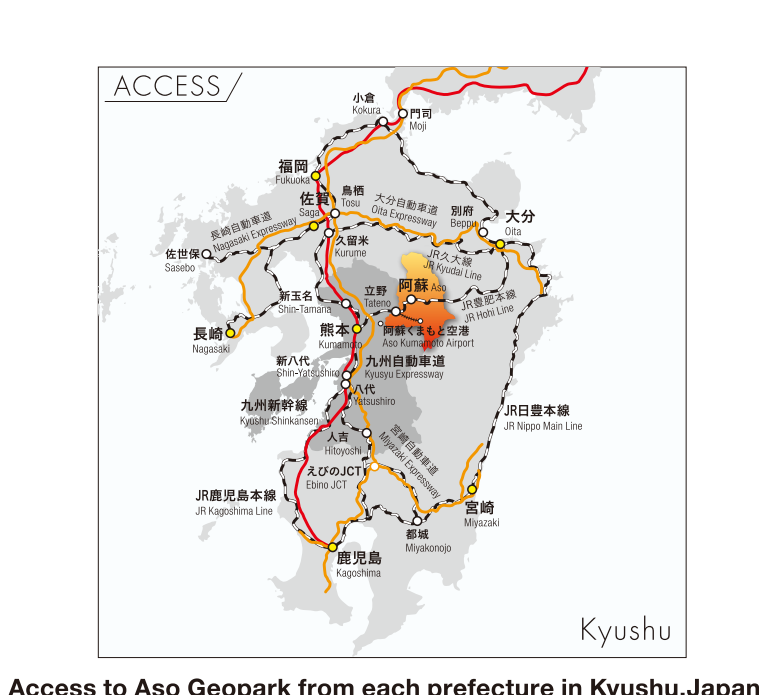 ACCESS
小倉
Kokura
門司
Moji
福岡
Fukuoka
佐賀
Saga
鳥栖
Tosu
大分自動車道
Oita Expressway
別府
Beppu
大分
Oita
長崎自動車道
Nagasaki Expressway
佐世保
Sasebo
久留米
Kurume
JR久大線
JR Kyudai Line
立野
Tateno
阿蘇 Aso
JR豊肥本線
JR Hohi Line
新玉名
Shin-Tamana
長崎
Nagasaki
熊本
Kumamoto
阿蘇くまもと空港
Aso Kumamoto Airport
新八代
Shin-Yatsushiro
九州自動車道
Kyusyu Expressway
八代
Yatsushiro
九州新幹線
Kyushu Shinkansen
JR日豊本線
JR Nippo Main Line
人吉
Hitoyoshi
宮崎自動車道
Miyazaki Expressway
えびのJCT
Ebino JCT
JR鹿児島本線
JR Kagoshima Line
宮崎
Miyazaki
都城
Miyakonojo
鹿児島
Kagoshima
Kyushu
Access to Aso Geopark from each prefecture in Kyushu,Japan